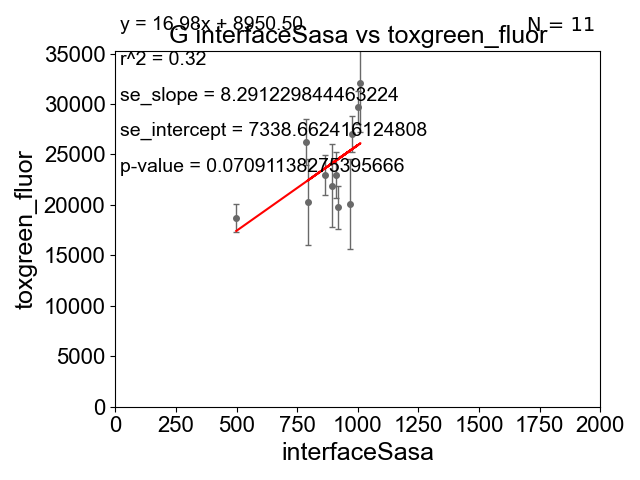 y = 16.98x + 8950.50
N = 11
G interfaceSasa vs toxgreen_fluor
r^2 = 0.32
se_slope = 8.291229844463224
se_intercept = 7338.662416124808
p-value = 0.07091138275395666
toxgreen_fluor
35000
30000
25000
20000
15000
10000
5000
0
0 250 500 750 1000 1250 1500 1750 2000
interfaceSasa